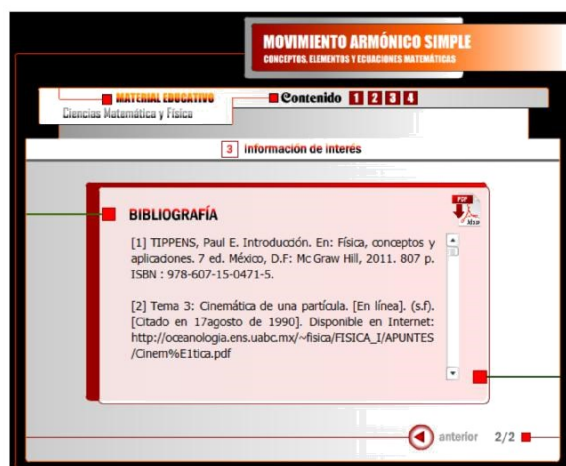 MOVIMIENTO ARMÓNICO SIMPLE
CONCEPTOS, ELEMENTOS Y ECUACIONES MATEMÁTICAS
MATERIAL EDUCATIVO
Contenido 1 2 3 4
Ciencias Matemática y Física
3 Información de interés
PDF
BIBLIOGRAFÍA
[1] TIPPENS, Paul E. Introducción. En: Física, conceptos y
aplicaciones. 7 ed. México, D.F: Mc Graw Hill, 2011. 807 p.
ISBN : 978-607-15-0471-5.
[2] Tema 3: Cinemática de una partícula. [En línea]. (s.f).
[Citado en 17agosto de 1990]. Disponible en Internet:
http://oceanologia.ens.uabc.mx/~fisica/FISICA_I/APUNTES
/Cinem%E1tica.pdf
anterior 2/2